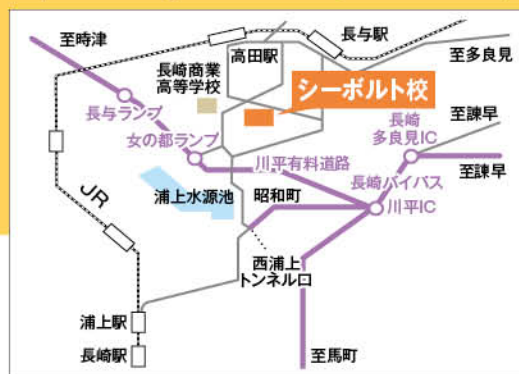 至時津
長与駅
高田駅
至多良見
長崎商業
高等学校
シーボルト校
長与ランプ
長崎
多良見IC
至諫早
女の都ランプ
川平有料道路
至諫早
JR
浦上水源池
昭和町
長崎バイパス
川平IC
西浦上
トンネル口
浦上駅
長崎駅
至馬町